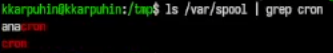 kkarpuhin@kkarpuhin:/tmp$ ls /var/spool | grep cron
anacron
cron